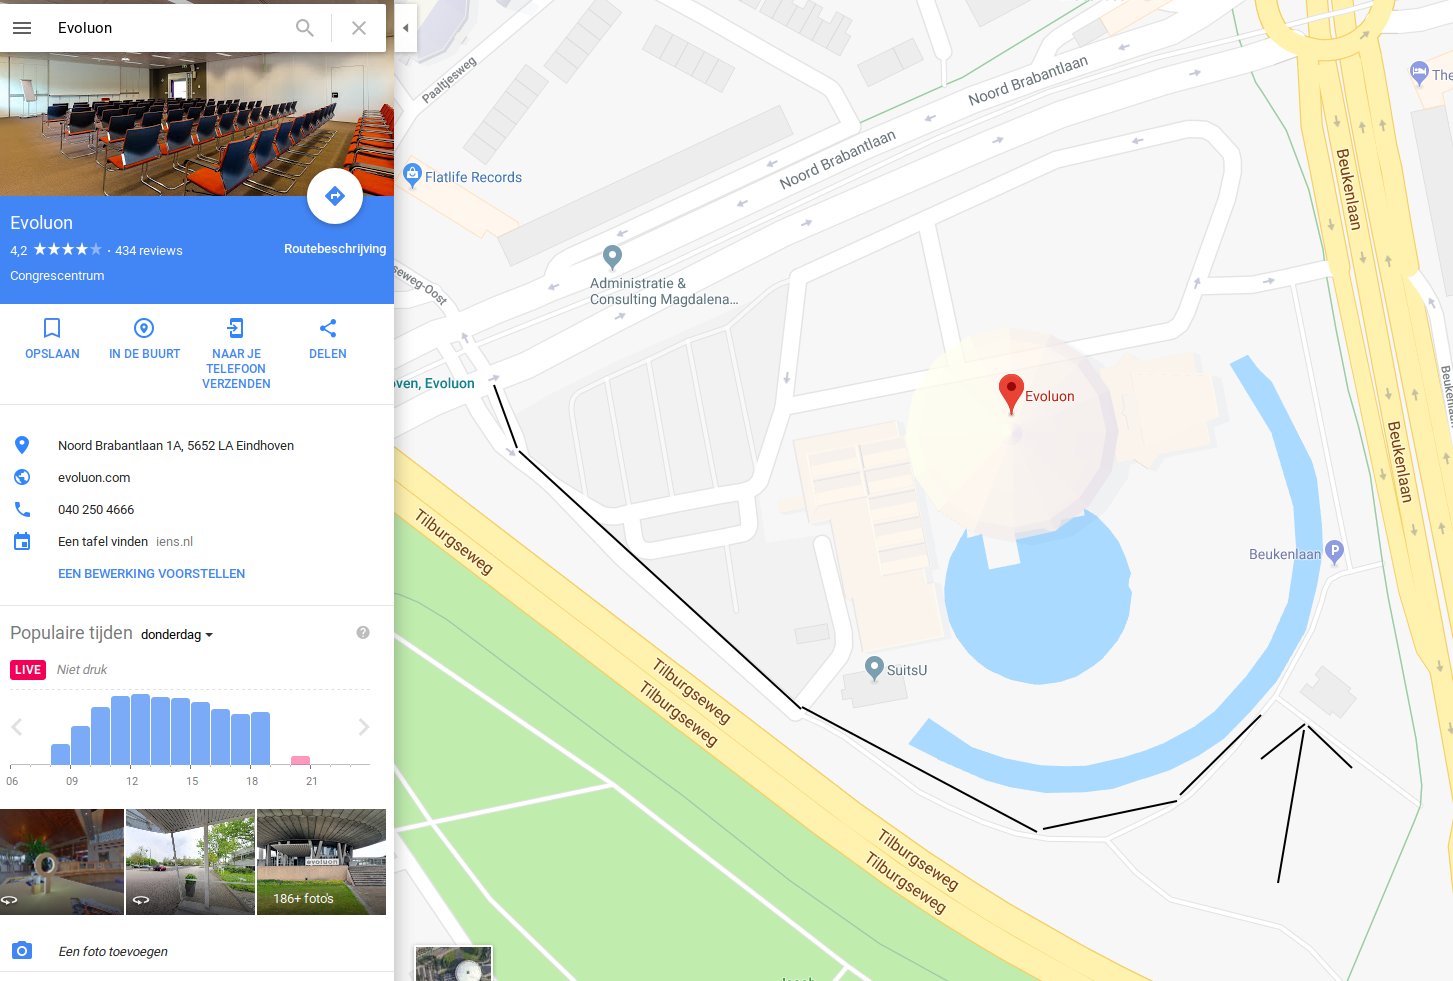 Evoluon
Evoluon
4,2
· 434 reviews
Routebeschrijving
Congrescentrum
OPSLAAN
IN DE BUURT
NAAR JE
TELEFOON
VERZENDEN
DELEN
Noord Brabantlaan 1A, 5652 LA Eindhoven
evoluon.com
040 250 4666
Een tafel vinden iens.nl
EEN BEWERKING VOORSTELLEN
Populaire tijden donderdag
LIVE Niet druk
06 09 12 15 18 21
evoluon
186+ foto's
Een foto toevoegen
Paaltjesweg
Noord Brabantlaan
Noord Brabantlaan
The
Beukenlaan
Flatlife Records
seweg-Oost
Administratie &
Consulting Magdalena...
oven, Evoluon
Evoluon
Beukenlaan
Beukenlaan
Tilburgseweg
Beukenlaan
P
SuitsU
Tilburgseweg
Tilburgseweg
Tilburgseweg
Tilburgseweg